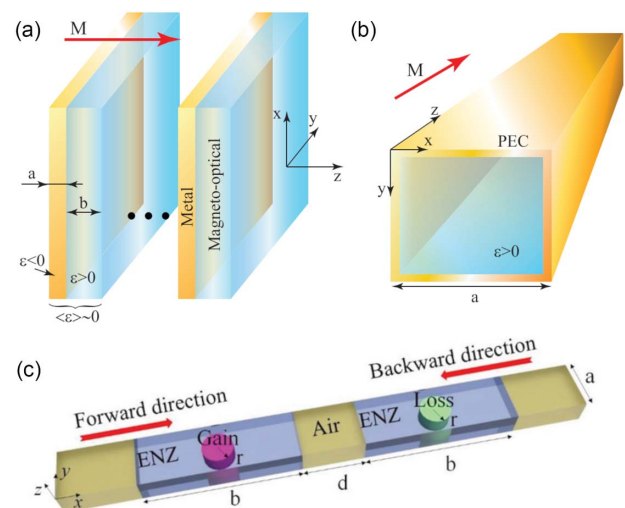 (a)
M
x
y
z
a
b
Metal
Magneto-optical
ε<0
ε>0
<ε>~0
(b)
M
z
x
y
PEC
ε>0
a
(c)
Forward direction
Backward direction
Gain
r
ENZ
Air
ENZ
Loss
r
a
b
d
b
z
y
x